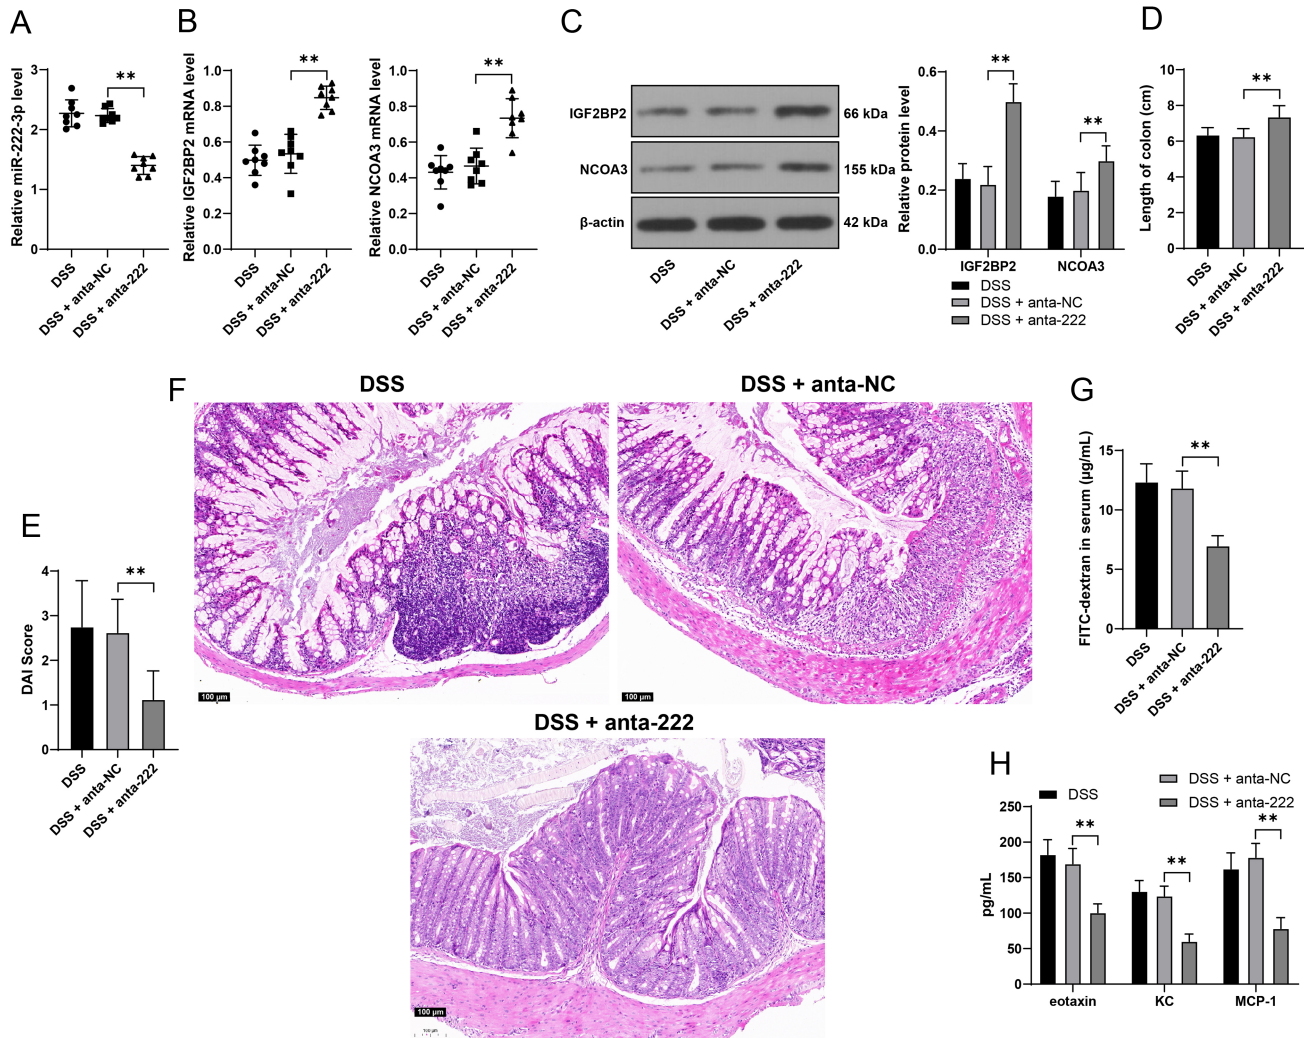 A
Relative miR-222-3p level
3
2
1
0
**
DSS
DSS + anta-NC
DSS + anta-222
B
Relative IGF2BP2 mRNA level
1.0
0.8
0.6
0.4
0.2
0.0
**
DSS
DSS + anta-NC
DSS + anta-222
Relative NCOA3 mRNA level
1.0
0.8
0.6
0.4
0.2
0.0
**
DSS
DSS + anta-NC
DSS + anta-222
C
IGF2BP2
66 kDa
NCOA3
155 kDa
β-actin
42 kDa
DSS
DSS + anta-NC
DSS + anta-222
Relative protein level
0.6
0.4
0.2
0.0
**
**
IGF2BP2
NCOA3
DSS
DSS + anta-NC
DSS + anta-222
D
Length of colon (cm)
10
8
6
4
2
0
**
DSS
DSS + anta-NC
DSS + anta-222
E
DAI Score
4
3
2
1
0
**
DSS
DSS + anta-NC
DSS + anta-222
F
DSS
100 µm
DSS + anta-NC
100 µm
DSS + anta-222
100 µm
100 µm
G
FITC-dextran in serum (µg/mL)
15
10
5
0
**
DSS
DSS + anta-NC
DSS + anta-222
H
DSS
DSS + anta-NC
DSS + anta-222
pg/mL
250
200
150
100
50
0
**
**
**
eotaxin
KC
MCP-1